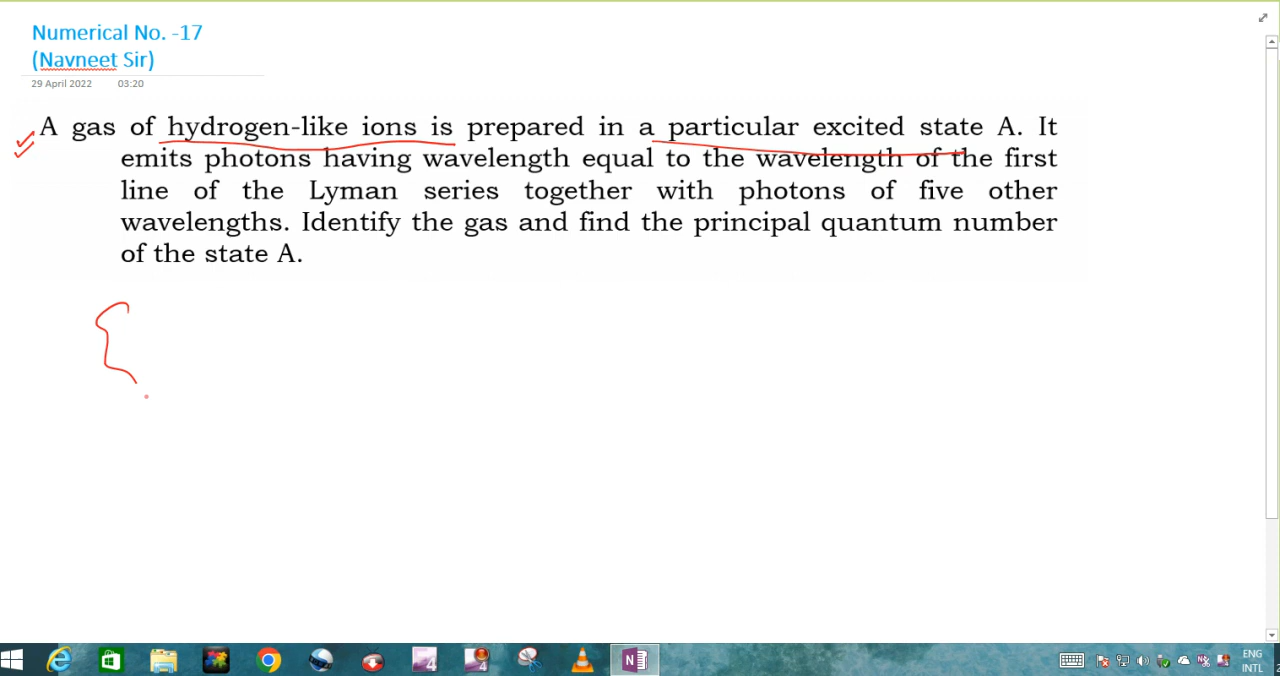 Numerical No. -17
(Navneet Sir)
29 April 2022 03:20
A gas of hydrogen-like ions is prepared in a particular excited state A. It
emits photons having wavelength equal to the wavelength of the first
line of the Lyman series together with photons of five other
wavelengths. Identify the gas and find the principal quantum number
of the state A.
ENG
INTL